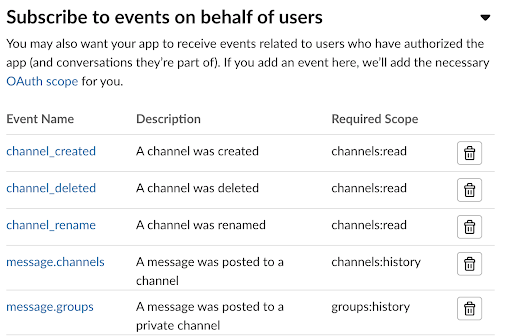 Subscribe to events on behalf of users
You may also want your app to receive events related to users who have authorized the
app (and conversations they're part of). If you add an event here, we'll add the necessary
OAuth scope for you.
Event Name Description Required Scope
channel_created A channel was created channels:read
channel_deleted A channel was deleted channels:read
channel_rename A channel was renamed channels:read
message.channels A message was posted to a channels:history
channel
message.groups A message was posted to a groups:history
private channel